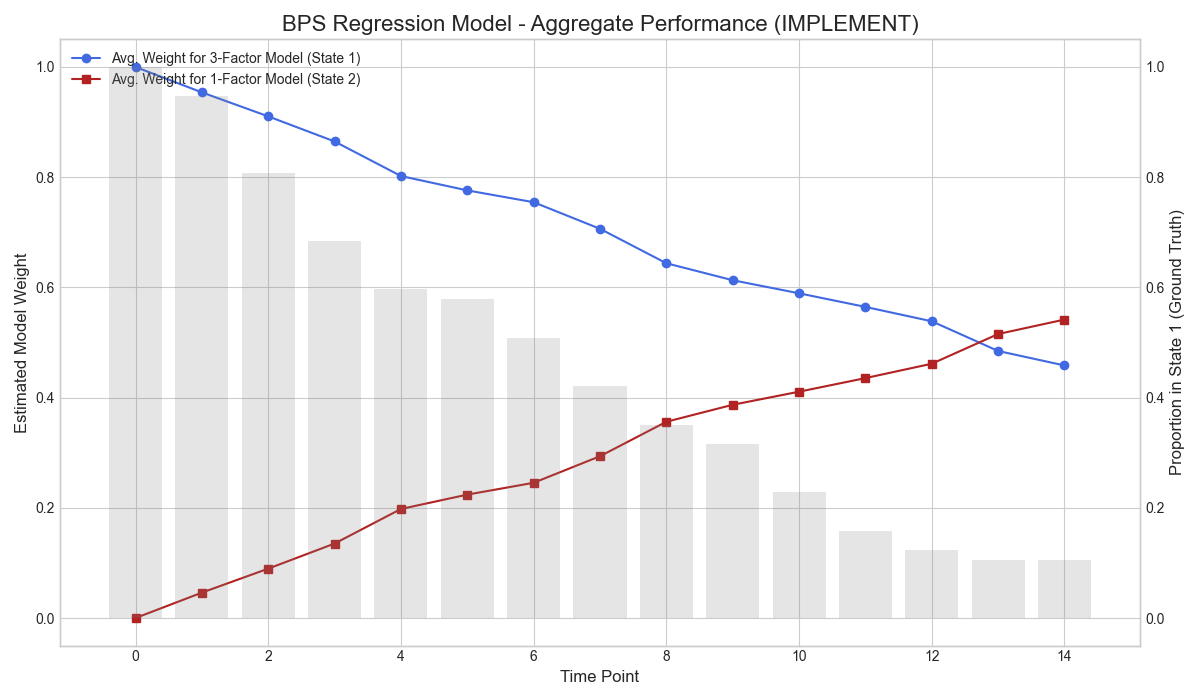 BPS Regression Model - Aggregate Performance (IMPLEMENT)
Avg. Weight for 3-Factor Model (State 1)
Avg. Weight for 1-Factor Model (State 2)
Estimated Model Weight
1.0
0.8
0.6
0.4
0.2
0.0
1.0
0.8
0.6
0.4
0.2
0.0
Proportion in State 1 (Ground Truth)
0 2 4 6 8 10 12 14
Time Point